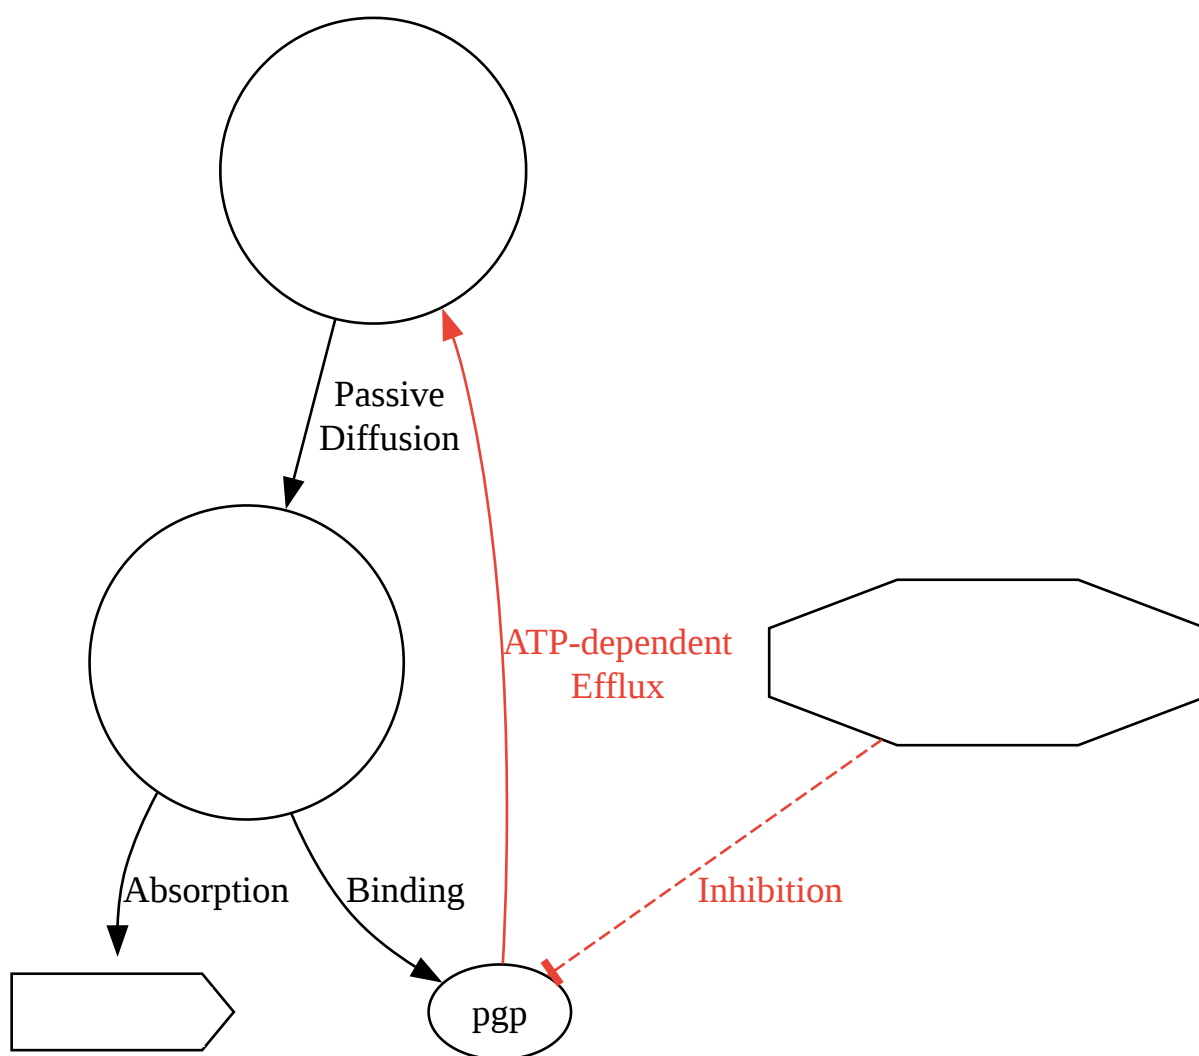 Passive
Diffusion
ATP-dependent
Efflux
Absorption
Binding
Inhibition
pgp